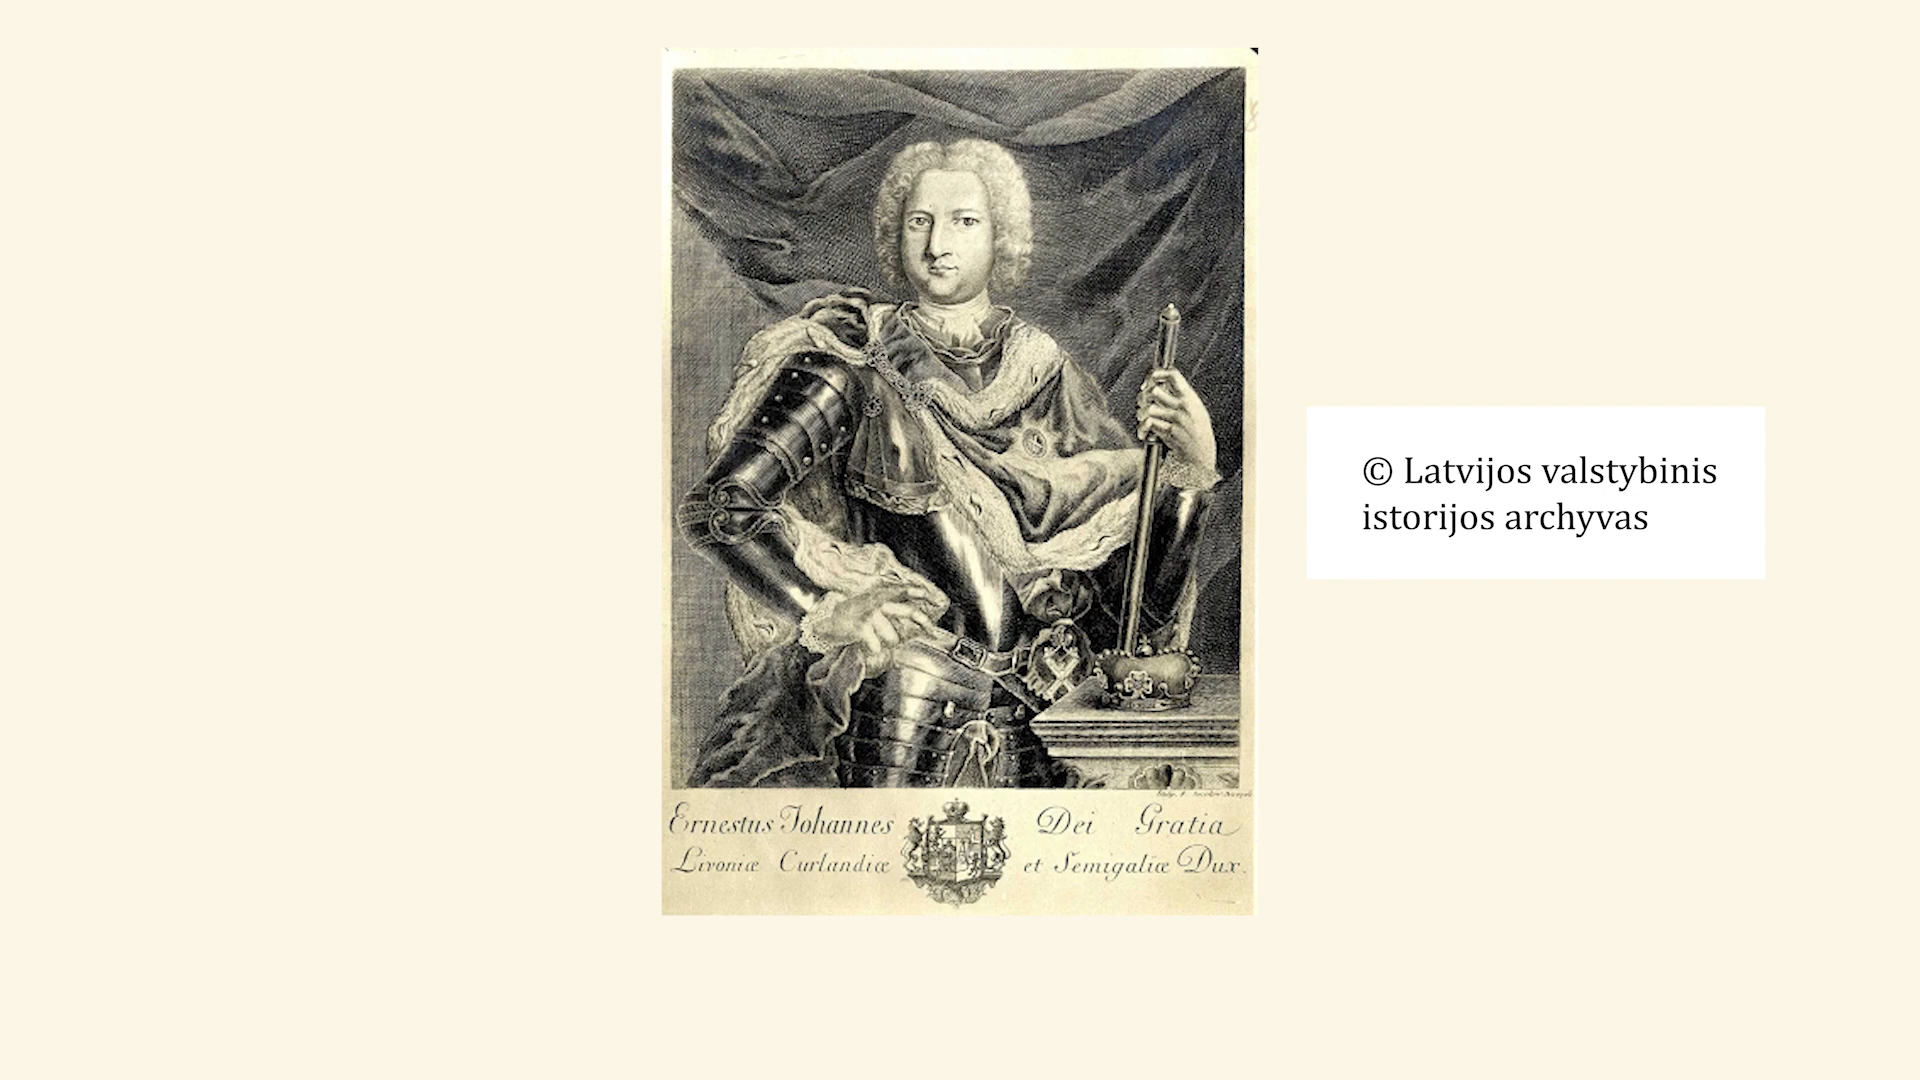 Ernestus Johannes Dei Gratia
Livoniæ Curlandiæ et Semigaliæ Dux.
© Latvijos valstybinis
istorijos archyvas